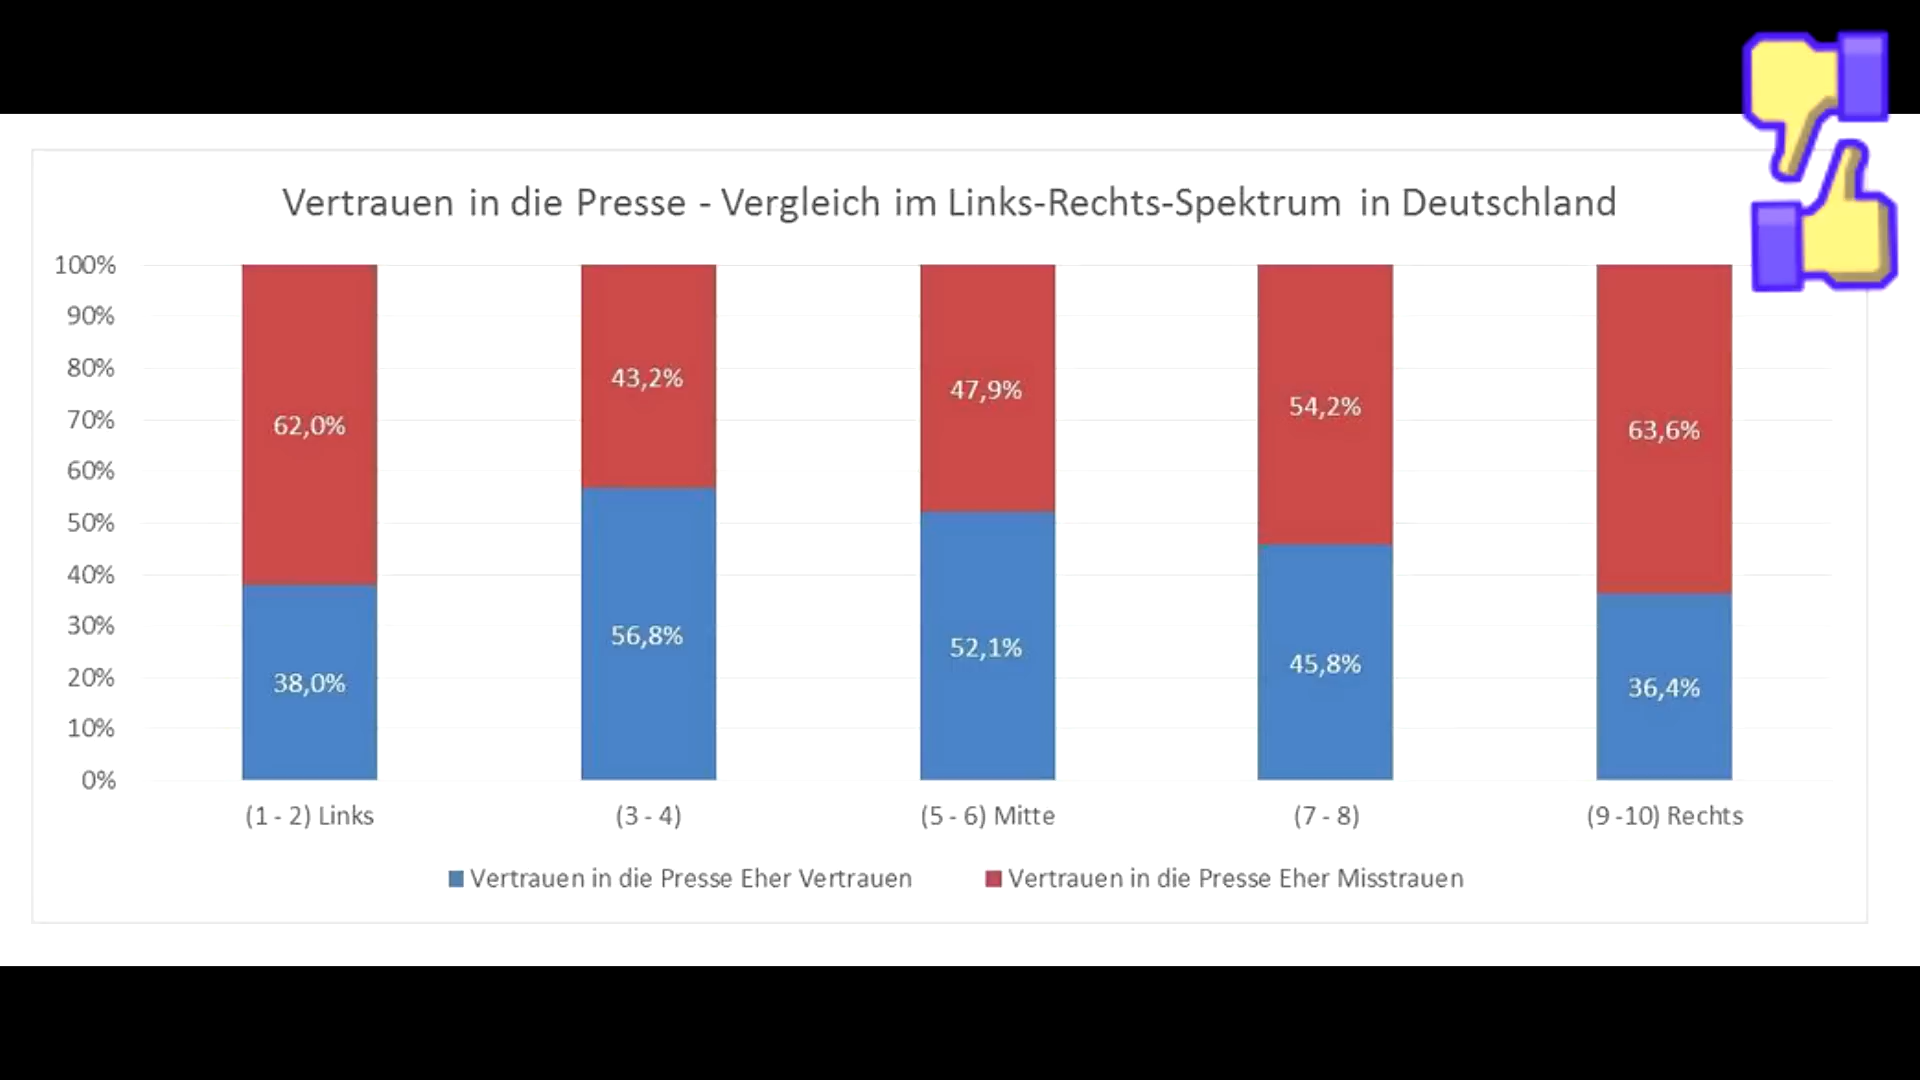 Vertrauen in die Presse - Vergleich im Links-Rechts-Spektrum in Deutschland
100%
90%
80%
70%
60%
50%
40%
30%
20%
10%
0%
62,0%
38,0%
43,2%
56,8%
47,9%
52,1%
54,2%
45,8%
63,6%
36,4%
(1 - 2) Links
(3 - 4)
(5 - 6) Mitte
(7 - 8)
(9 -10) Rechts
Vertrauen in die Presse Eher Vertrauen
Vertrauen in die Presse Eher Misstrauen